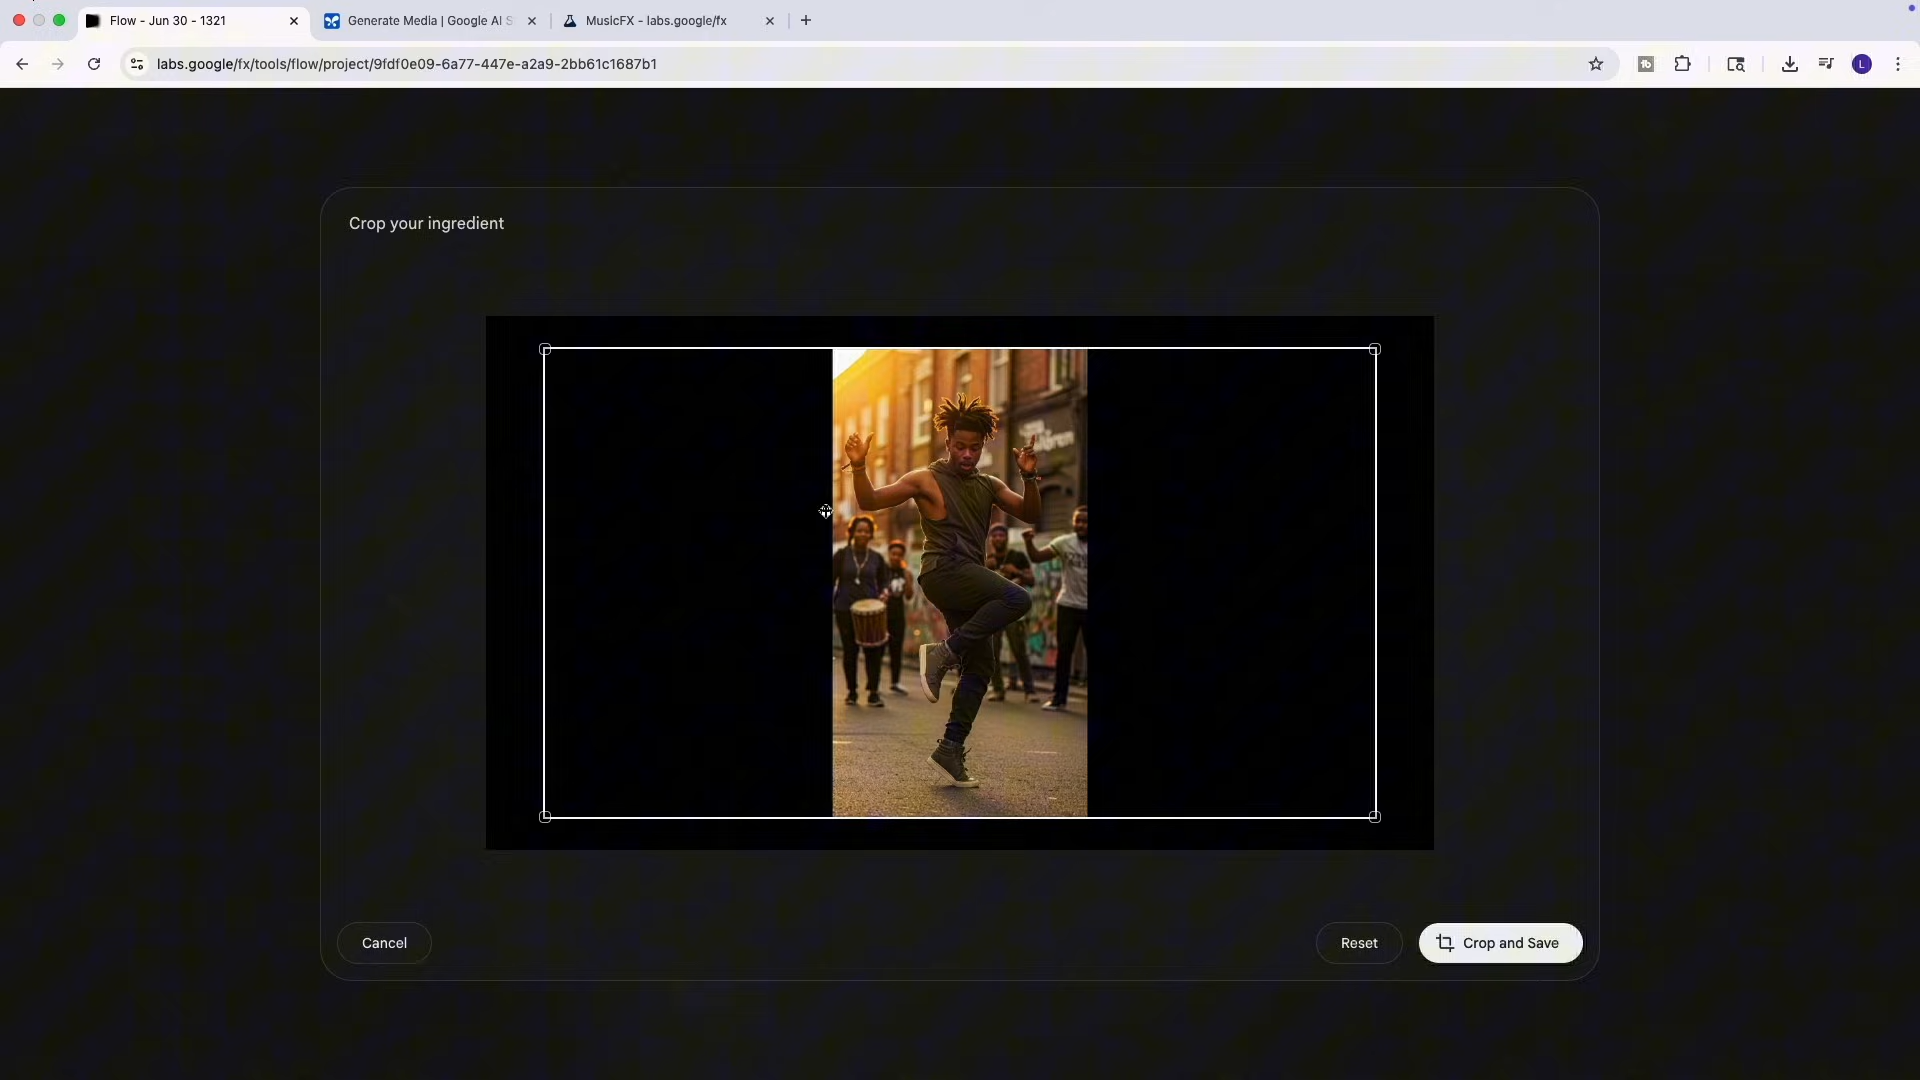 Flow - Jun 30 - 1321
Generate Media | Google AI S
MusicFX - labs.google/fx
labs.google/fx/tools/flow/project/9fdf0e09-6a77-447e-a2a9-2bb61c1687b1
L
Crop your ingredient
Cancel
Reset
Crop and Save